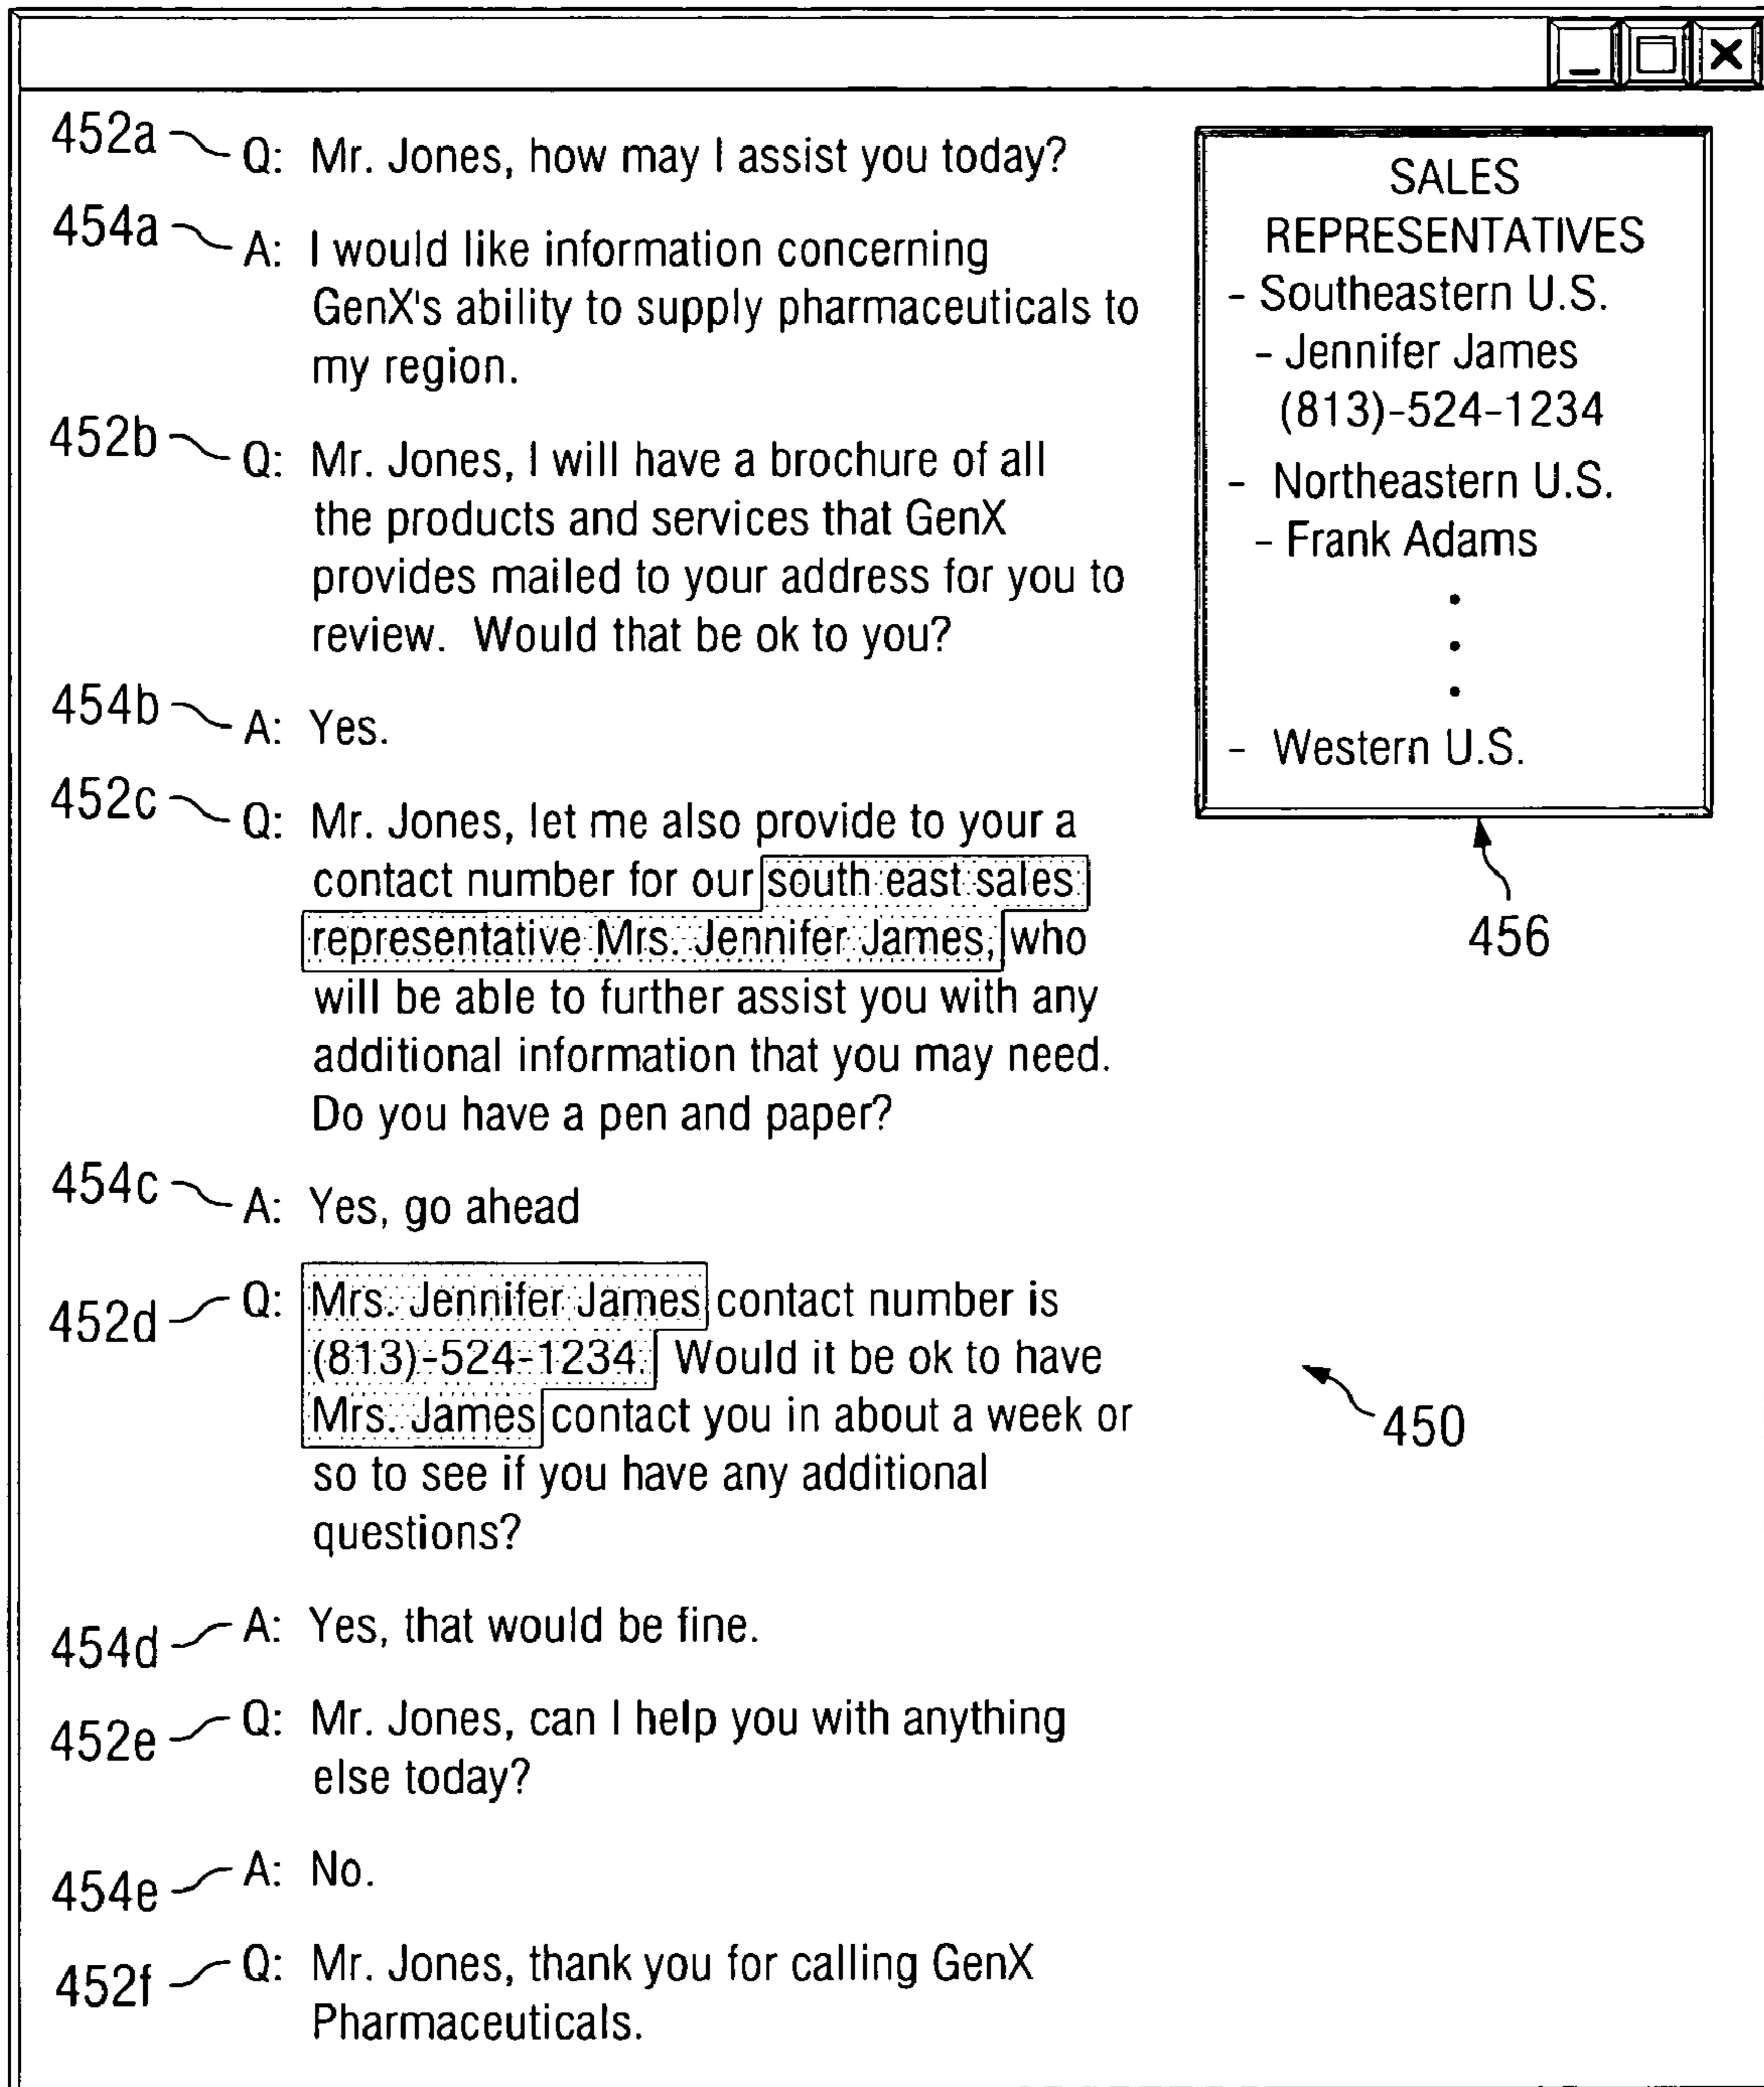 452a Q: Mr. Jones, how may I assist you today?
454a A: I would like information concerning
GenX's ability to supply pharmaceuticals to
my region.
452b Q: Mr. Jones, I will have a brochure of all
the products and services that GenX
provides mailed to your address for you to
review. Would that be ok to you?
454b A: Yes.
452c Q: Mr. Jones, let me also provide to your a
contact number for our south east sales
representative Mrs. Jennifer James, who
will be able to further assist you with any
additional information that you may need.
Do you have a pen and paper?
454c A: Yes, go ahead
452d Q: Mrs. Jennifer James contact number is
(813)-524-1234. Would it be ok to have
Mrs. James contact you in about a week or
so to see if you have any additional
questions?
454d A: Yes, that would be fine.
452e Q: Mr. Jones, can I help you with anything
else today?
454e A: No.
452f Q: Mr. Jones, thank you for calling GenX
Pharmaceuticals.
SALES
REPRESENTATIVES
- Southeastern U.S.
- Jennifer James
(813)-524-1234
- Northeastern U.S.
- Frank Adams
- Western U.S.
456
450